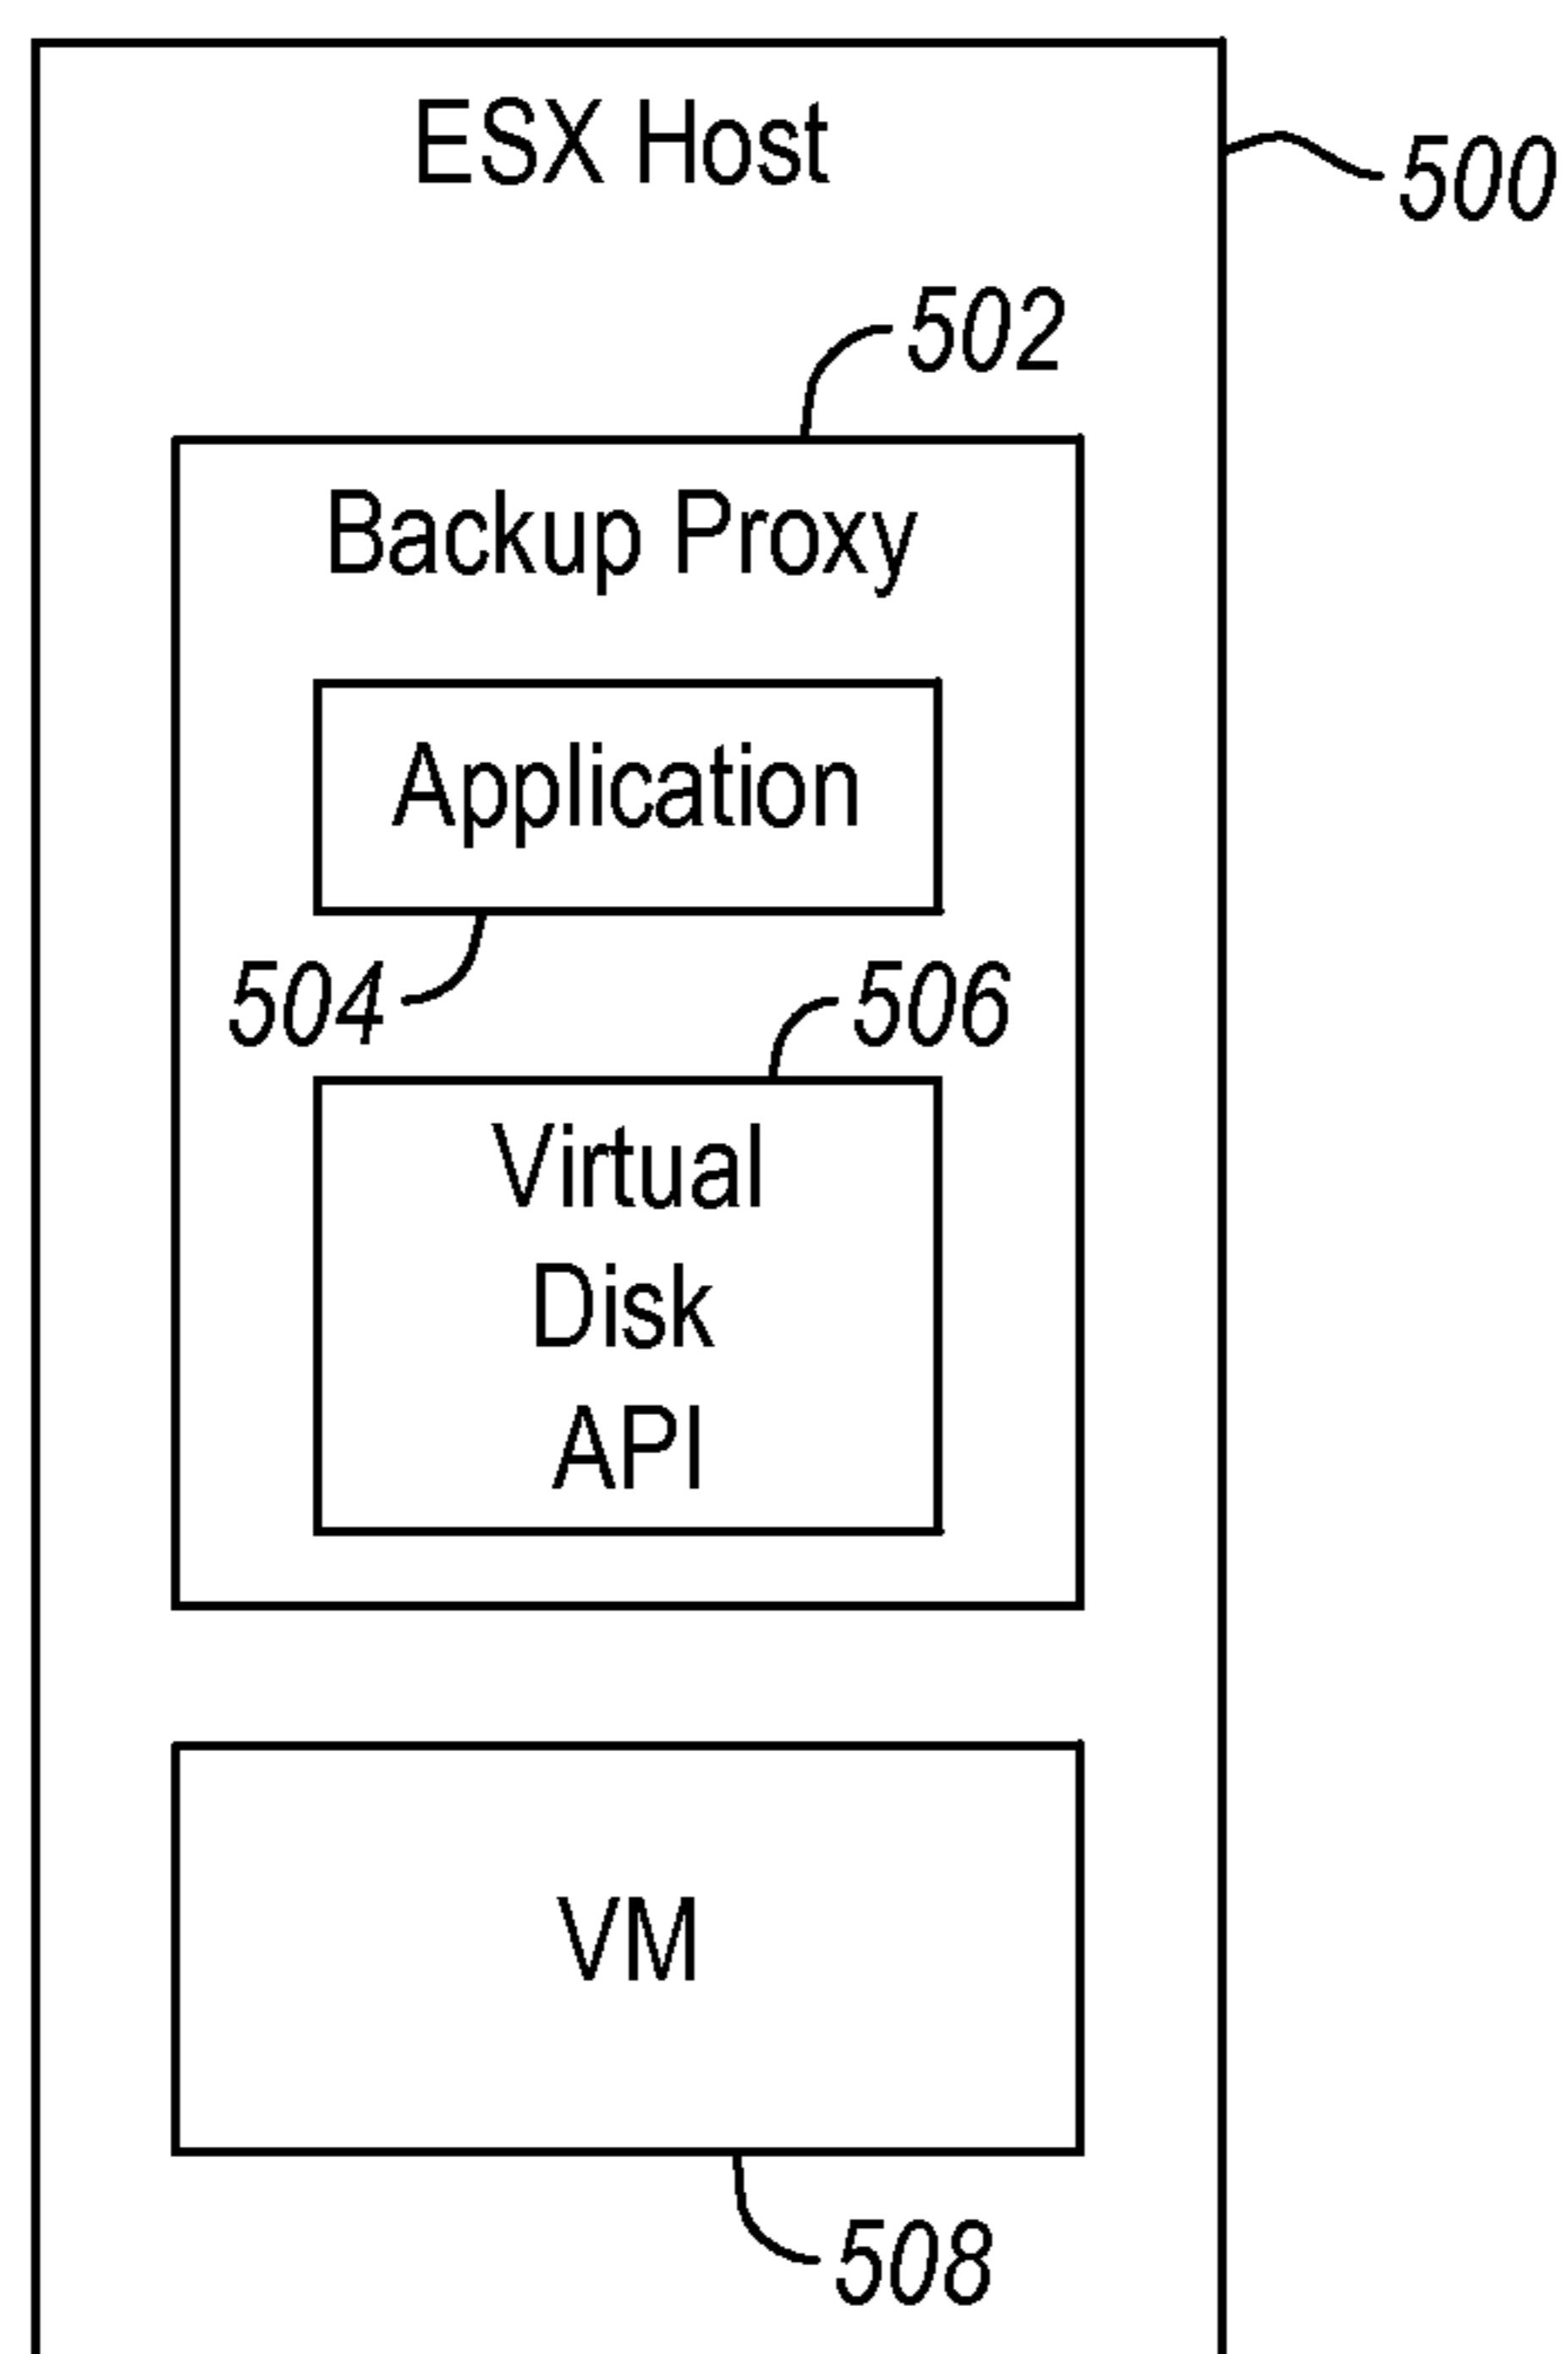 ESX Host
500
502
Backup Proxy
Application
504
506
Virtual
Disk
API
VM
508